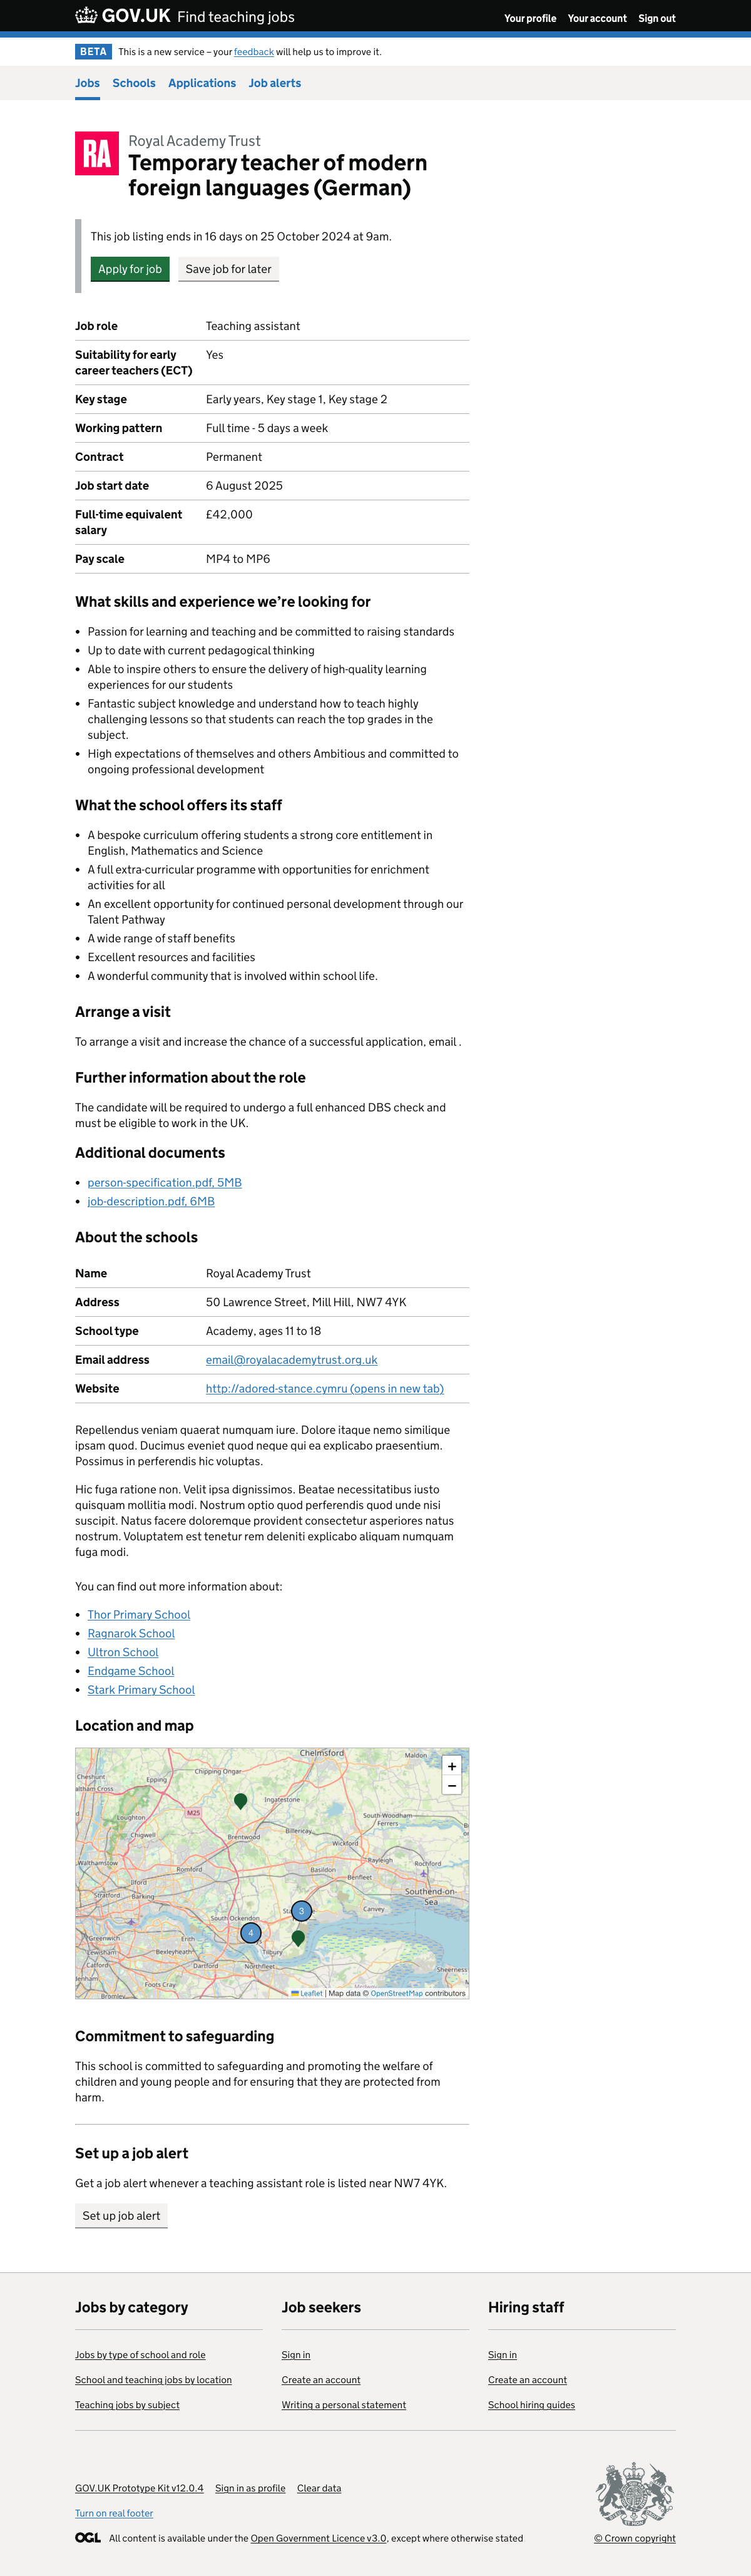 GOV.UK Find teaching jobs
Your profile Your account Sign out
BETA This is a new service – your feedback will help us to improve it.
Jobs Schools Applications Job alerts
RA
Royal Academy Trust
Temporary teacher of modern
foreign languages (German)
This job listing ends in 16 days on 25 October 2024 at 9am.
Apply for job Save job for later
Job role Teaching assistant
Suitability for early Yes
career teachers (ECT)
Key stage Early years, Key stage 1, Key stage 2
Working pattern Full time - 5 days a week
Contract Permanent
Job start date 6 August 2025
Full-time equivalent £42,000
salary
Pay scale MP4 to MP6
What skills and experience we’re looking for
• Passion for learning and teaching and be committed to raising standards
• Up to date with current pedagogical thinking
• Able to inspire others to ensure the delivery of high-quality learning
experiences for our students
• Fantastic subject knowledge and understand how to teach highly
challenging lessons so that students can reach the top grades in the
subject.
• High expectations of themselves and others Ambitious and committed to
ongoing professional development
What the school offers its staff
• A bespoke curriculum offering students a strong core entitlement in
English, Mathematics and Science
• A full extra-curricular programme with opportunities for enrichment
activities for all
• An excellent opportunity for continued personal development through our
Talent Pathway
• A wide range of staff benefits
• Excellent resources and facilities
• A wonderful community that is involved within school life.
Arrange a visit
To arrange a visit and increase the chance of a successful application, email .
Further information about the role
The candidate will be required to undergo a full enhanced DBS check and
must be eligible to work in the UK.
Additional documents
• person-specification.pdf, 5MB
• job-description.pdf, 6MB
About the schools
Name Royal Academy Trust
Address 50 Lawrence Street, Mill Hill, NW7 4YK
School type Academy, ages 11 to 18
Email address email@royalacademytrust.org.uk
Website http://adored-stance.cymru (opens in new tab)
Repellendus veniam quaerat numquam iure. Dolore itaque nemo similique
ipsam quod. Ducimus eveniet quod neque qui ea explicabo praesentium.
Possimus in perferendis hic voluptas.
Hic fuga ratione non. Velit ipsa dignissimos. Beatae necessitatibus iusto
quisquam mollitia modi. Nostrum optio quod perferendis quod unde nisi
suscipit. Natus facere doloremque provident consectetur asperiores natus
nostrum. Voluptatem est tenetur rem deleniti explicabo aliquam numquam
fuga modi.
You can find out more information about:
• Thor Primary School
• Ragnarok School
• Ultron School
• Endgame School
• Stark Primary School
Location and map
Chelmsford
Maldon
+
Chipping Ongar
Cheshunt
Epping
altham Cross
−
Ingatestone
M25
Loughton
South Woodham
Ferrers
Chigwell
Billericay
Brentwood
Wickford
Walthamstow
Romford
Rayleigh
Rochford
Basildon
Ilford
Benfleet
Stratford
Barking
Southend-on-
Sea
Canvey
3
South Ockendon
4
Greenwich
Erith
Lewisham
Bexleyheath
Tilbury
Catford
Dartford
Northfleet
Sheerness
Foots Cray
Bromley
Leaflet | Map data © OpenStreetMap contributors
Commitment to safeguarding
This school is committed to safeguarding and promoting the welfare of
children and young people and for ensuring that they are protected from
harm.
Set up a job alert
Get a job alert whenever a teaching assistant role is listed near NW7 4YK.
Set up job alert
Jobs by category Job seekers Hiring staff
Jobs by type of school and role Sign in Sign in
School and teaching jobs by location Create an account Create an account
Teaching jobs by subject Writing a personal statement School hiring guides
GOV.UK Prototype Kit v12.0.4 Sign in as profile Clear data
Turn on real footer
OGL All content is available under the Open Government Licence v3.0, except where otherwise stated
© Crown copyright